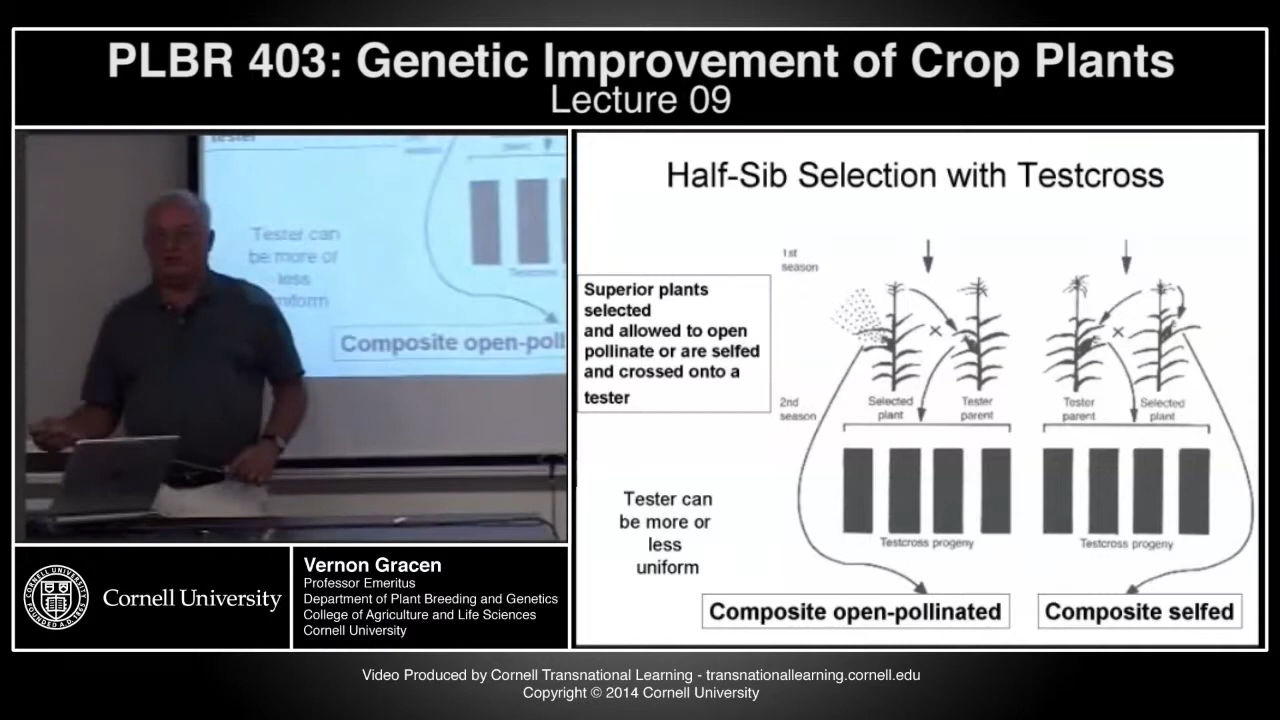 PLBR 403: Genetic Improvement of Crop Plants
Lecture 09
tester
Tester can
be more or
less
uniform
Composite open-poll
Half-Sib Selection with Testcross
1st
season
Superior plants
selected
and allowed to open
pollinate or are selfed
and crossed onto a
tester
2nd
season
Selected
plant
Tester
parent
Tester
parent
Selected
plant
Testcross progeny
Testcross progeny
Tester can
be more or
less
uniform
Composite open-pollinated
Composite selfed
Cornell University
Vernon Gracen
Professor Emeritus
Department of Plant Breeding and Genetics
College of Agriculture and Life Sciences
Cornell University
Video Produced by Cornell Transnational Learning - transnationallearning.cornell.edu
Copyright © 2014 Cornell University